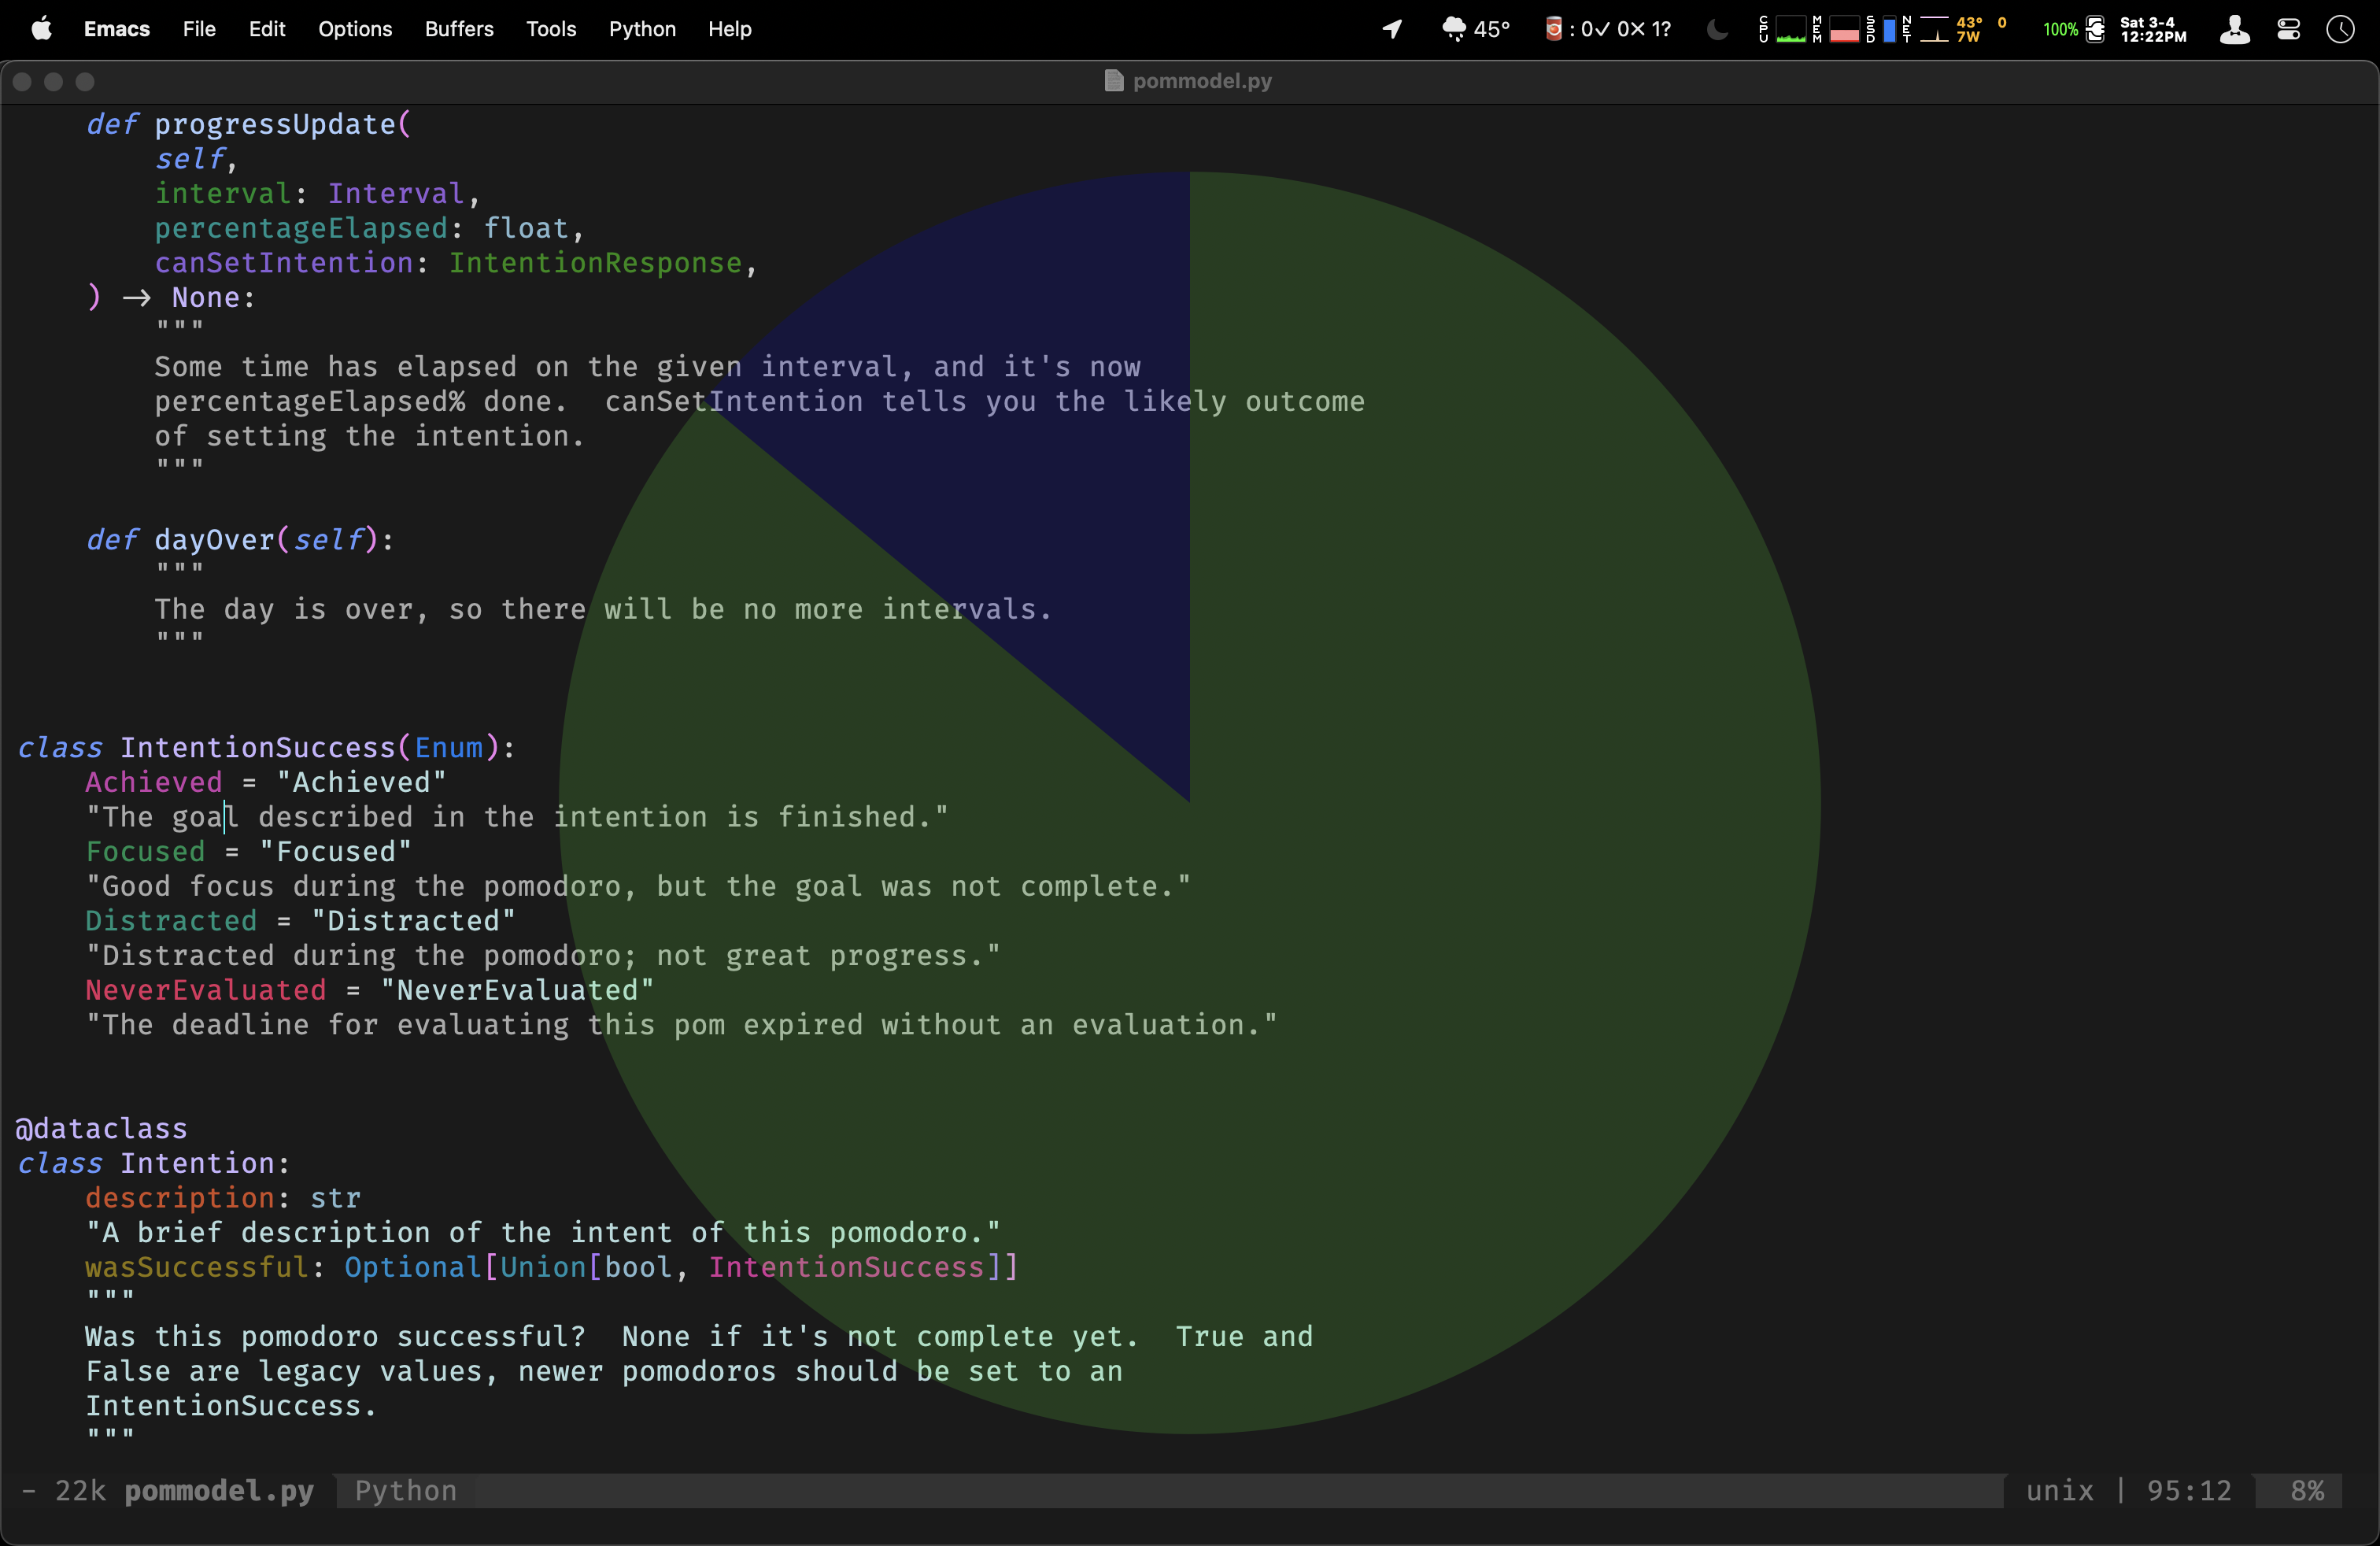 Emacs File Edit Options Buffers Tools Python Help 45° : 0✓ 0✕ 1? CPU MEM SSD NET 43° 7W 0 100% Sat 3-4 12:22PM
pommodel.py
def progressUpdate(
self,
interval: Interval,
percentageElapsed: float,
canSetIntention: IntentionResponse,
) → None:
"""
Some time has elapsed on the given interval, and it's now
percentageElapsed% done.  canSetIntention tells you the likely outcome
of setting the intention.
"""
def dayOver(self):
"""
The day is over, so there will be no more intervals.
"""
class IntentionSuccess(Enum):
Achieved = "Achieved"
"The goal described in the intention is finished."
Focused = "Focused"
"Good focus during the pomodoro, but the goal was not complete."
Distracted = "Distracted"
"Distracted during the pomodoro; not great progress."
NeverEvaluated = "NeverEvaluated"
"The deadline for evaluating this pom expired without an evaluation."
@dataclass
class Intention:
description: str
"A brief description of the intent of this pomodoro."
wasSuccessful: Optional[Union[bool, IntentionSuccess]]
"""
Was this pomodoro successful?  None if it's not complete yet.  True and
False are legacy values, newer pomodoros should be set to an
IntentionSuccess.
"""
- 22k pommodel.py Python unix | 95:12 8%